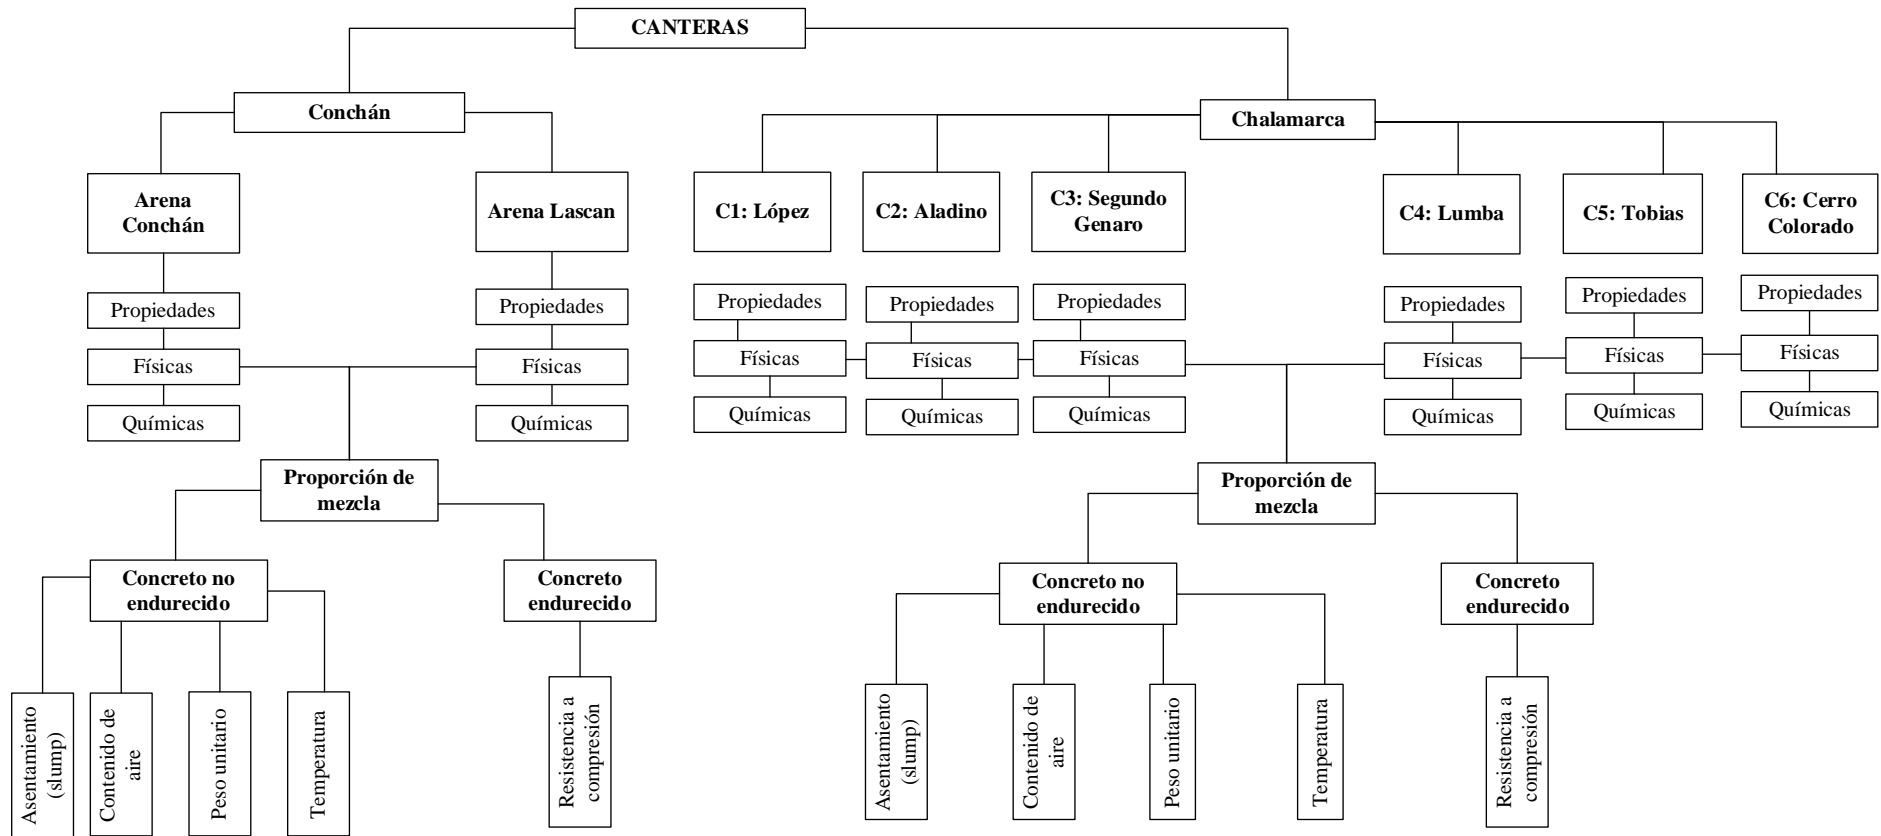 CANTERAS
Conchán
Chalamarca
Arena
Conchán
Arena Lascan
C1: López
C2: Aladino
C3: Segundo
Genaro
C4: Lumba
C5: Tobias
C6: Cerro
Colorado
Propiedades
Propiedades
Propiedades
Propiedades
Propiedades
Propiedades
Propiedades
Propiedades
Físicas
Físicas
Físicas
Físicas
Físicas
Físicas
Físicas
Físicas
Químicas
Químicas
Químicas
Químicas
Químicas
Químicas
Químicas
Químicas
Proporción de
mezcla
Proporción de
mezcla
Concreto no
endurecido
Concreto
endurecido
Concreto no
endurecido
Concreto
endurecido
Asentamiento
(slump)
Contenido de
aire
Peso unitario
Temperatura
Resistencia a
compresión
Asentamiento
(slump)
Contenido de
aire
Peso unitario
Temperatura
Resistencia a
compresión